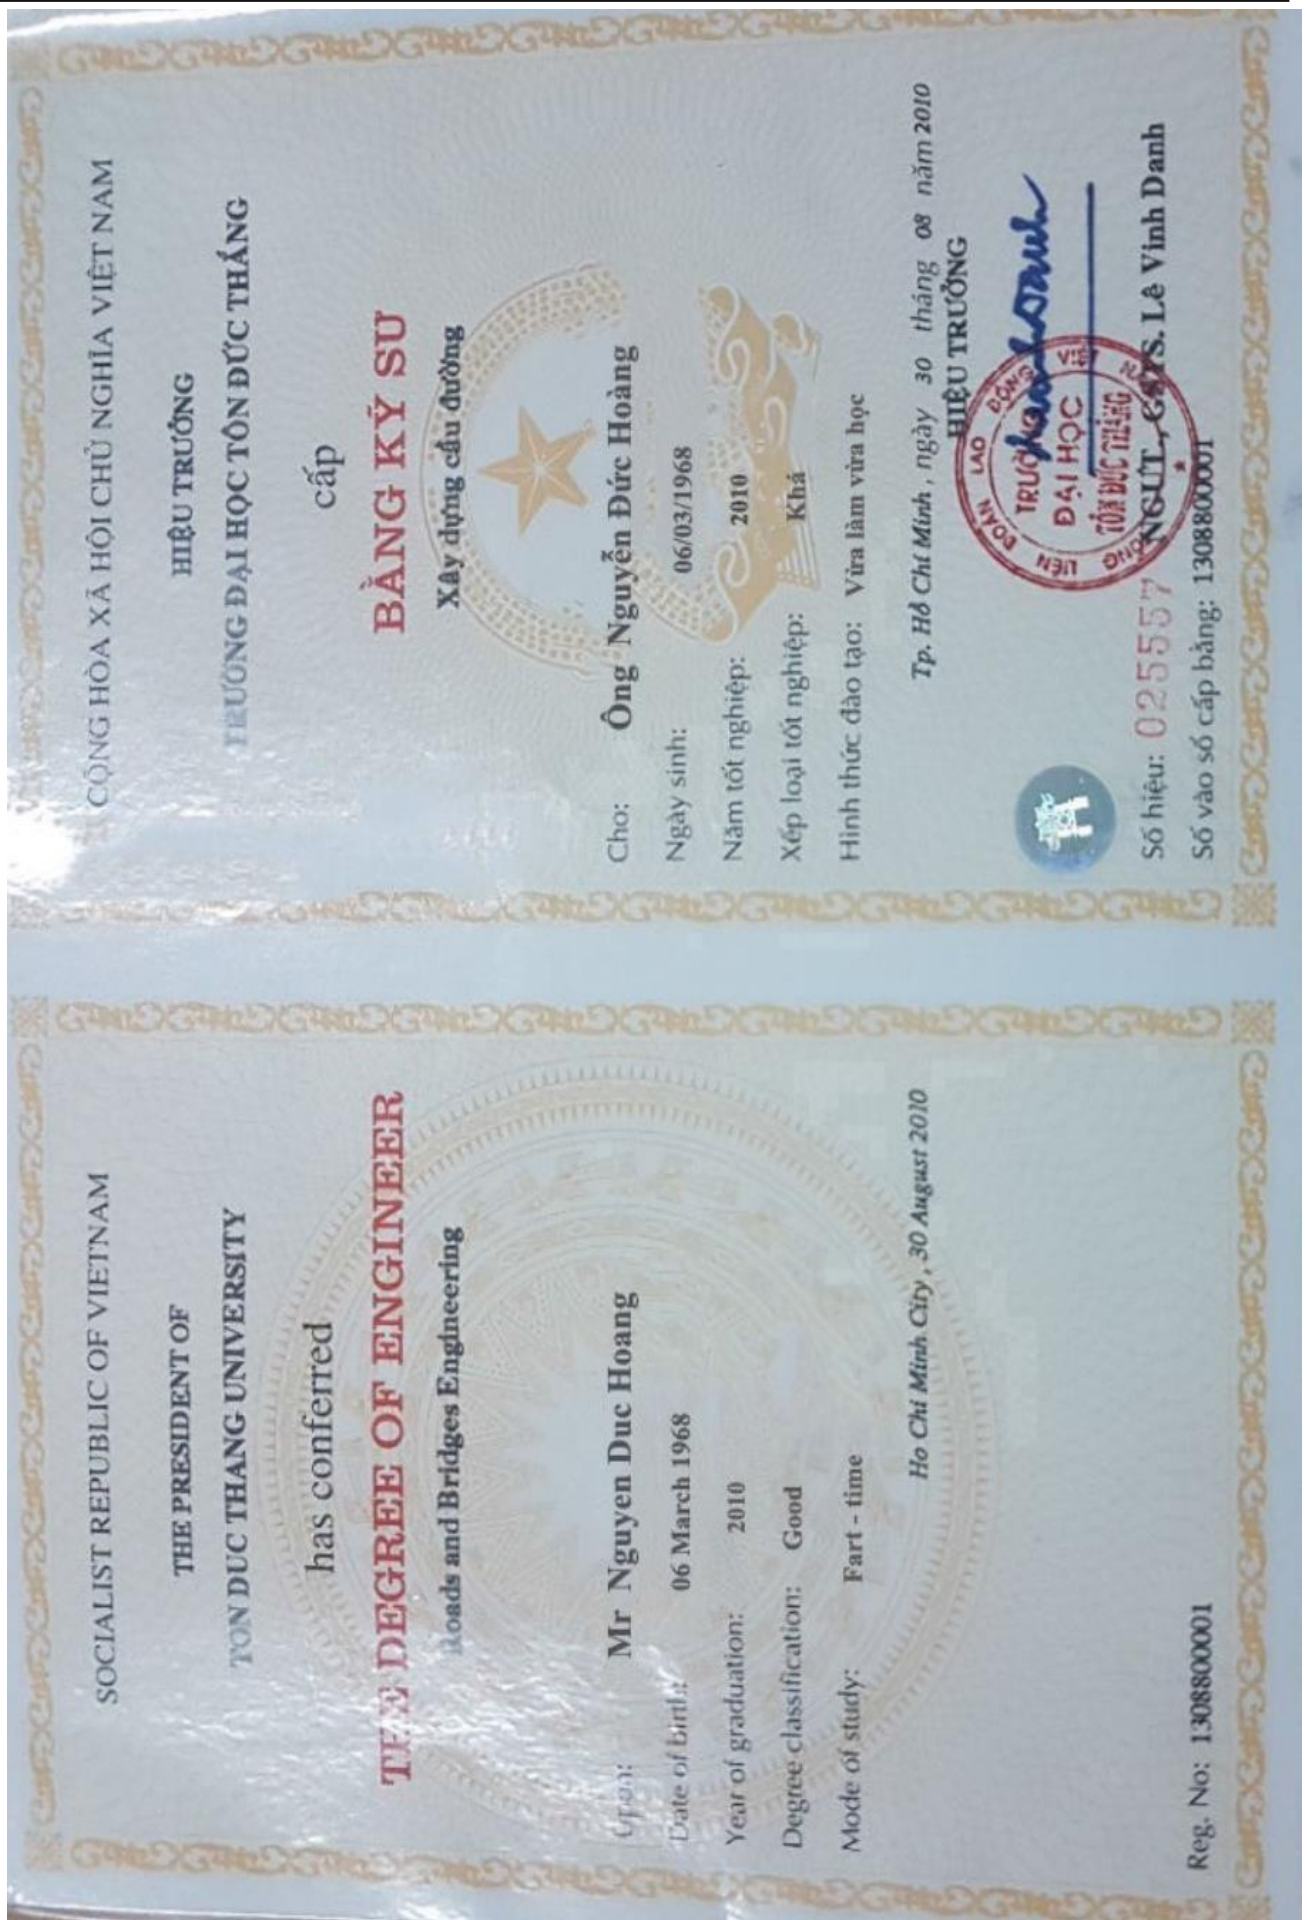 SOCIALIST REPUBLIC OF VIETNAM
THE PRESIDENT OF
TON DUC THANG UNIVERSITY
has conferred
THE DEGREE OF ENGINEER
Roads and Bridges Engineering
Upon: Mr Nguyen Duc Hoang
Date of birth: 06 March 1968
Year of graduation: 2010
Degree classification: Good
Mode of study: Fart - time
Ho Chi Minh City, 30 August 2010
Reg. No: 1308800001
CỘNG HÒA XÃ HỘI CHỦ NGHĨA VIỆT NAM
HIỆU TRƯỞNG
TRƯỜNG ĐẠI HỌC TÔN ĐỨC THẮNG
cấp
BẰNG KỸ SƯ
Xây dựng cầu đường
Cho: Ông Nguyễn Đức Hoàng
Ngày sinh: 06/03/1968
Năm tốt nghiệp: 2010
Xếp loại tốt nghiệp: Khá
Hình thức đào tạo: Vừa làm vừa học
Tp. Hồ Chí Minh, ngày 30 tháng 08 năm 2010
HIỆU TRƯỞNG
ĐOÀN LAO ĐỘNG
ĐẠI HỌC
TÔN ĐỨC THẮNG
NGƯT., GS.TS. Lê Vinh Danh
Số hiệu: 025557
Số vào sổ cấp bằng: 1308800001